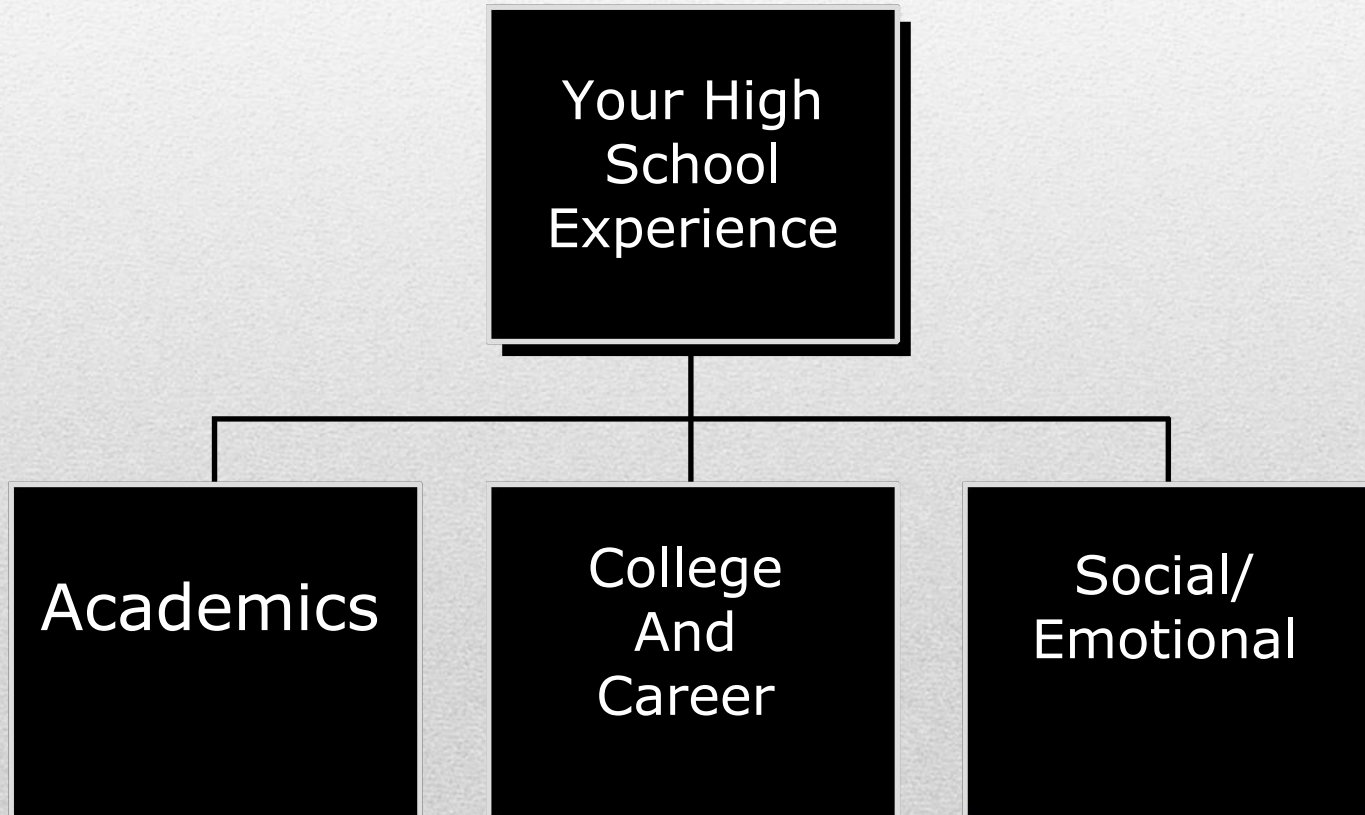 Your High
School
Experience
Academics
College
And
Career
Social/
Emotional